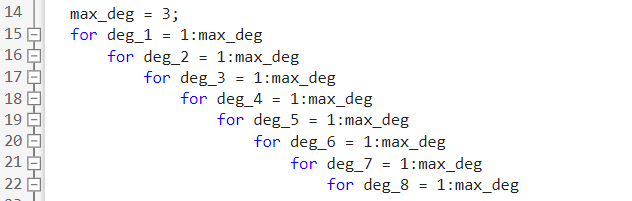 14 max_deg = 3;
15 for deg_1 = 1:max_deg
16 for deg_2 = 1:max_deg
17 for deg_3 = 1:max_deg
18 for deg_4 = 1:max_deg
19 for deg_5 = 1:max_deg
20 for deg_6 = 1:max_deg
21 for deg_7 = 1:max_deg
22 for deg_8 = 1:max_deg